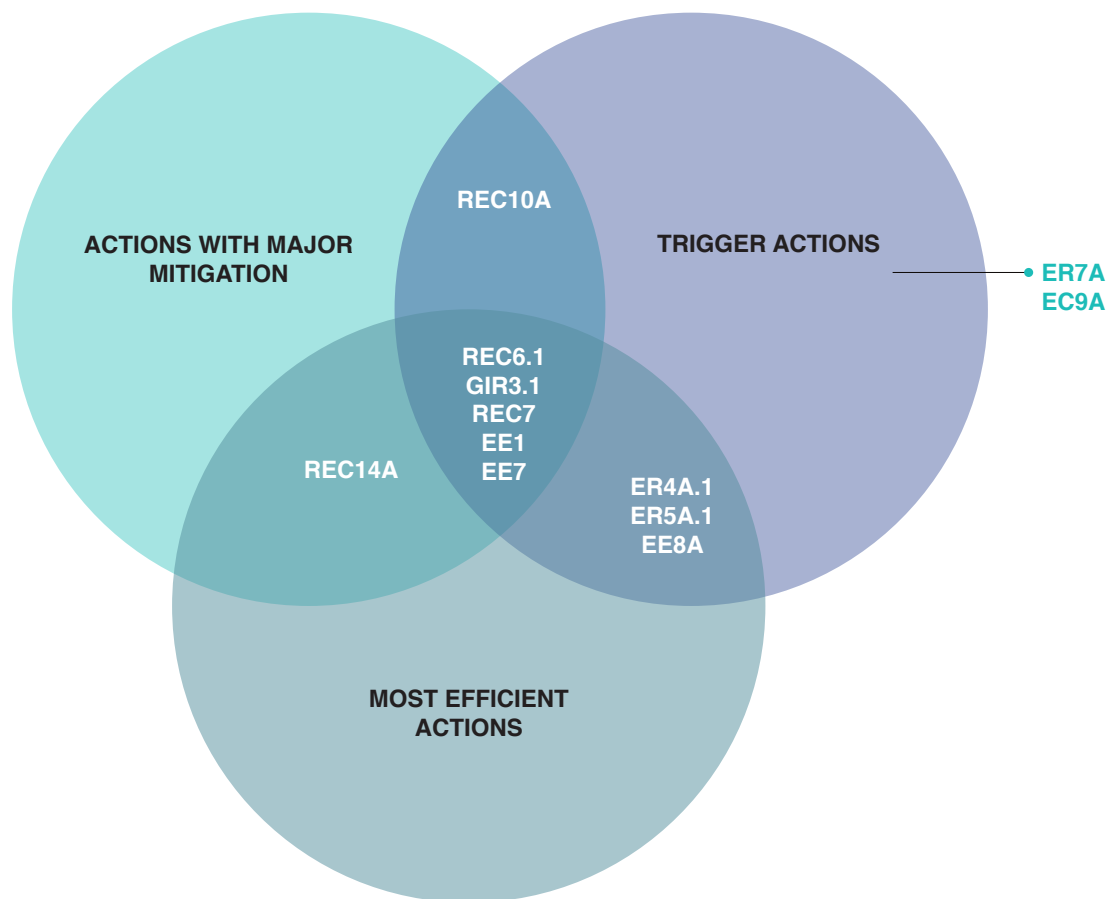 REC10A
ACTIONS WITH MAJOR
MITIGATION
TRIGGER ACTIONS
ER7A
EC9A
REC6.1
GIR3.1
REC7
EE1
EE7
REC14A
ER4A.1
ER5A.1
EE8A
MOST EFFICIENT
ACTIONS